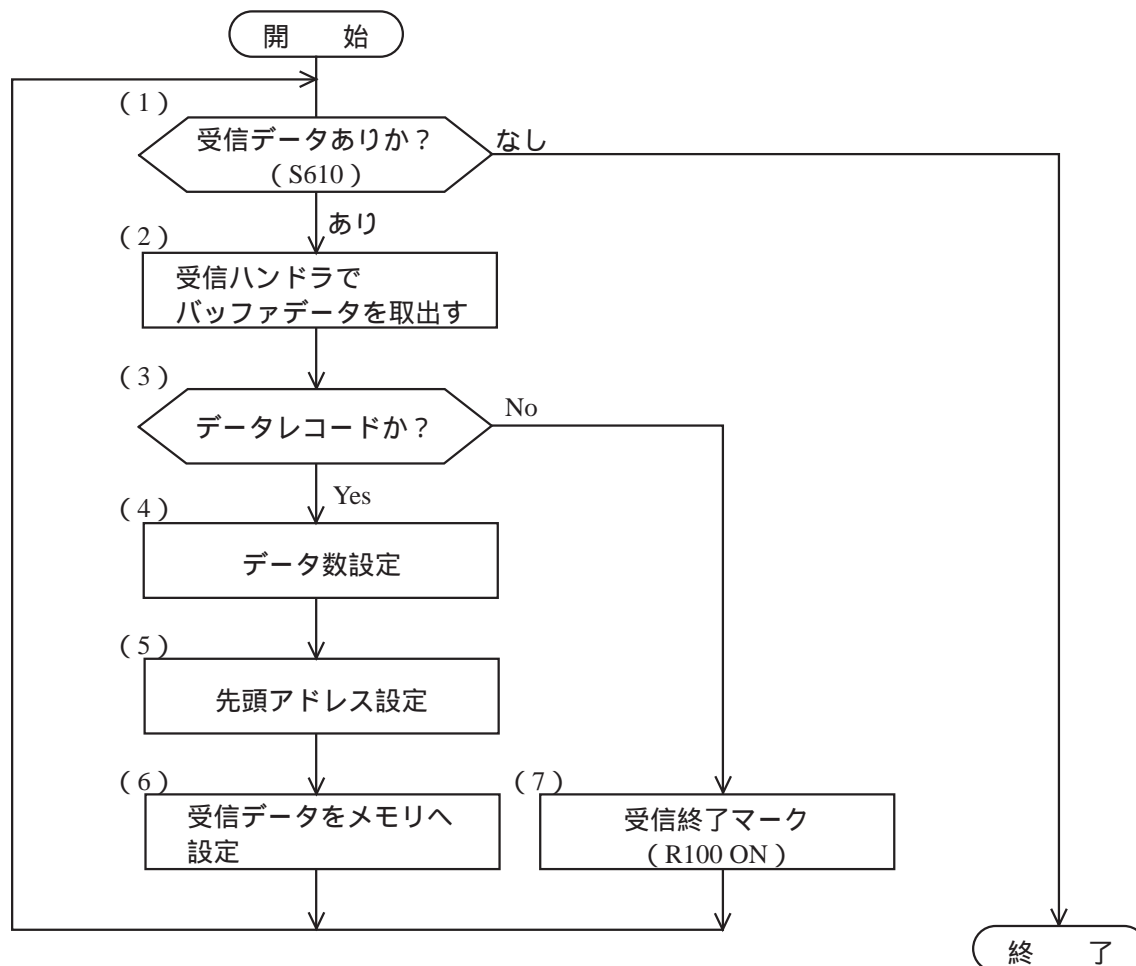 開　始
（1）
受信データありか？
（S610）
なし
あり
（2）
受信ハンドラで
バッファデータを取出す
（3）
データレコードか？
No
Yes
（4）
データ数設定
（5）
先頭アドレス設定
（6）
受信データをメモリへ
設定
（7）
受信終了マーク
（R100 ON）
終　了